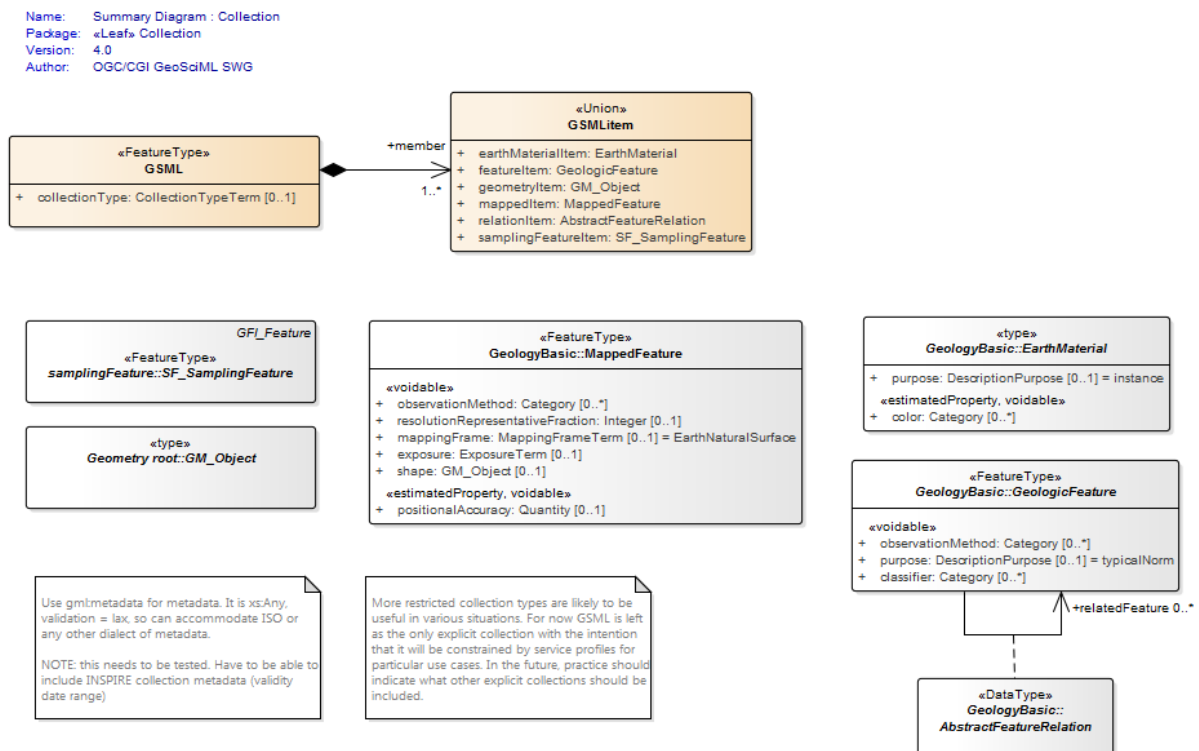 Name: Summary Diagram : Collection
Package: «Leaf» Collection
Version: 4.0
Author: OGC/CGI GeoSciML SWG
«FeatureType»
GSML
+ collectionType: CollectionTypeTerm [0..1]
+member
1..*
«Union»
GSMLitem
+ earthMaterialItem: EarthMaterial
+ featureItem: GeologicFeature
+ geometryItem: GM_Object
+ mappedItem: MappedFeature
+ relationItem: AbstractFeatureRelation
+ samplingFeatureItem: SF_SamplingFeature
GFI_Feature
«FeatureType»
samplingFeature::SF_SamplingFeature
«type»
Geometry root::GM_Object
«FeatureType»
GeologyBasic::MappedFeature
«voidable»
+ observationMethod: Category [0..*]
+ resolutionRepresentativeFraction: Integer [0..1]
+ mappingFrame: MappingFrameTerm [0..1] = EarthNaturalSurface
+ exposure: ExposureTerm [0..1]
+ shape: GM_Object [0..1]
«estimatedProperty, voidable»
+ positionalAccuracy: Quantity [0..1]
«type»
GeologyBasic::EarthMaterial
+ purpose: DescriptionPurpose [0..1] = instance
«estimatedProperty, voidable»
+ color: Category [0..*]
«FeatureType»
GeologyBasic::GeologicFeature
«voidable»
+ observationMethod: Category [0..*]
+ purpose: DescriptionPurpose [0..1] = typicalNorm
+ classifier: Category [0..*]
+relatedFeature 0..*
«DataType»
GeologyBasic::
AbstractFeatureRelation
Use gml:metadata for metadata. It is xs:Any,
validation = lax, so can accommodate ISO or
any other dialect of metadata.
NOTE: this needs to be tested. Have to be able to
include INSPIRE collection metadata (validity
date range)
More restricted collection types are likely to be
useful in various situations. For now GSML is left
as the only explicit collection with the intention
that it will be constrained by service profiles for
particular use cases. In the future, practice should
indicate what other explicit collections should be
included.